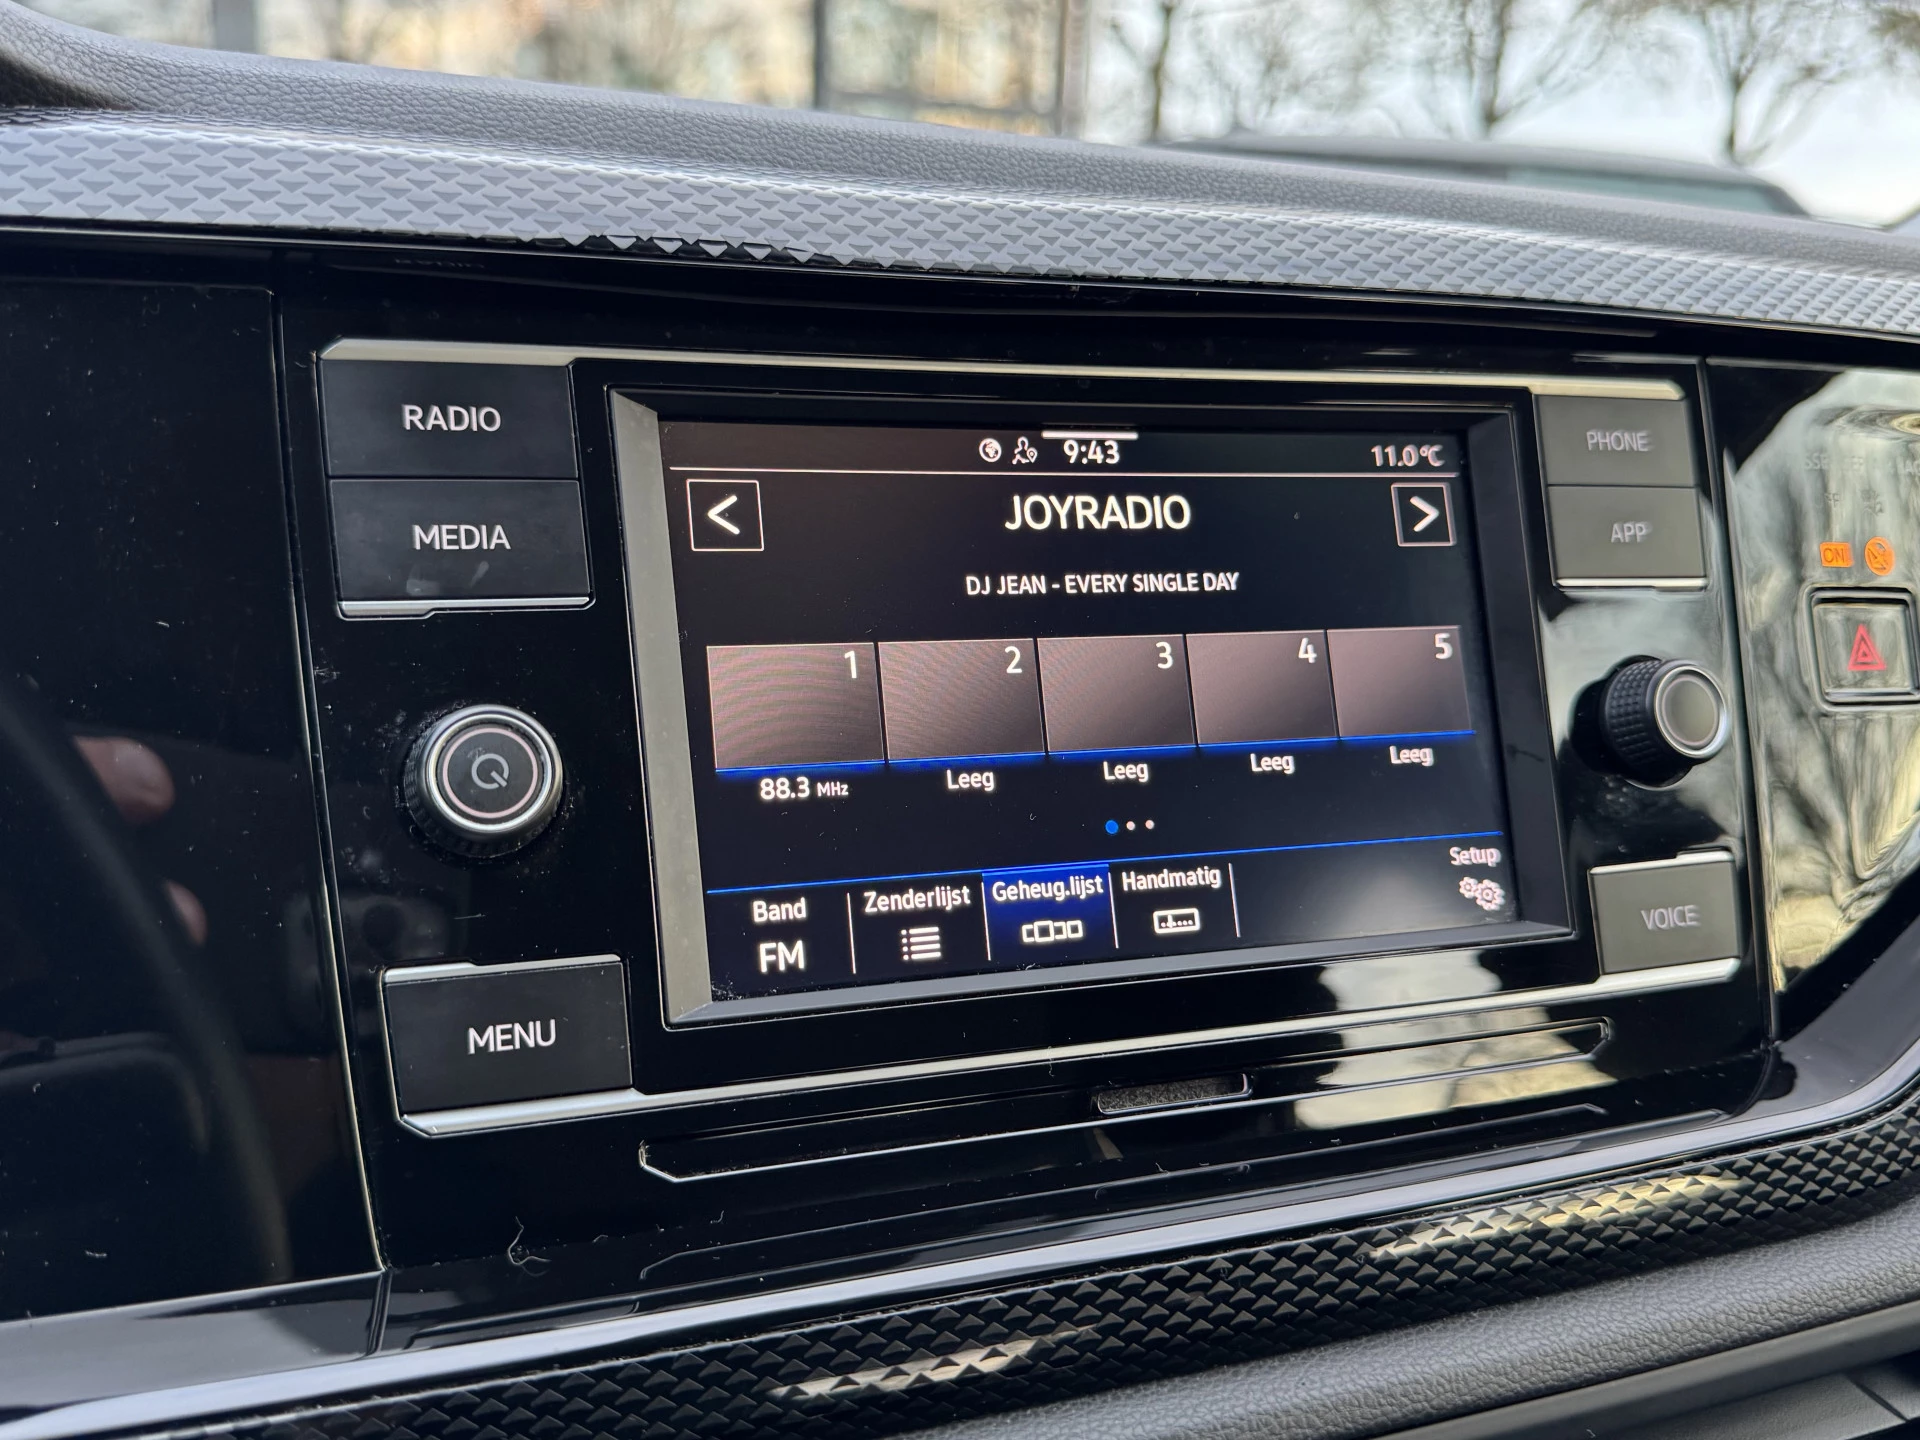 RADIO
MEDIA
MENU
9:43
11.0°C
<
JOYRADIO
>
DJ JEAN - EVERY SINGLE DAY
1
2
3
4
5
88.3 MHz
Leeg
Leeg
Leeg
Leeg
Band
FM
Zenderlijst
Geheug.lijst
Handmatig
Setup
PHONE
APP
VOICE
ON